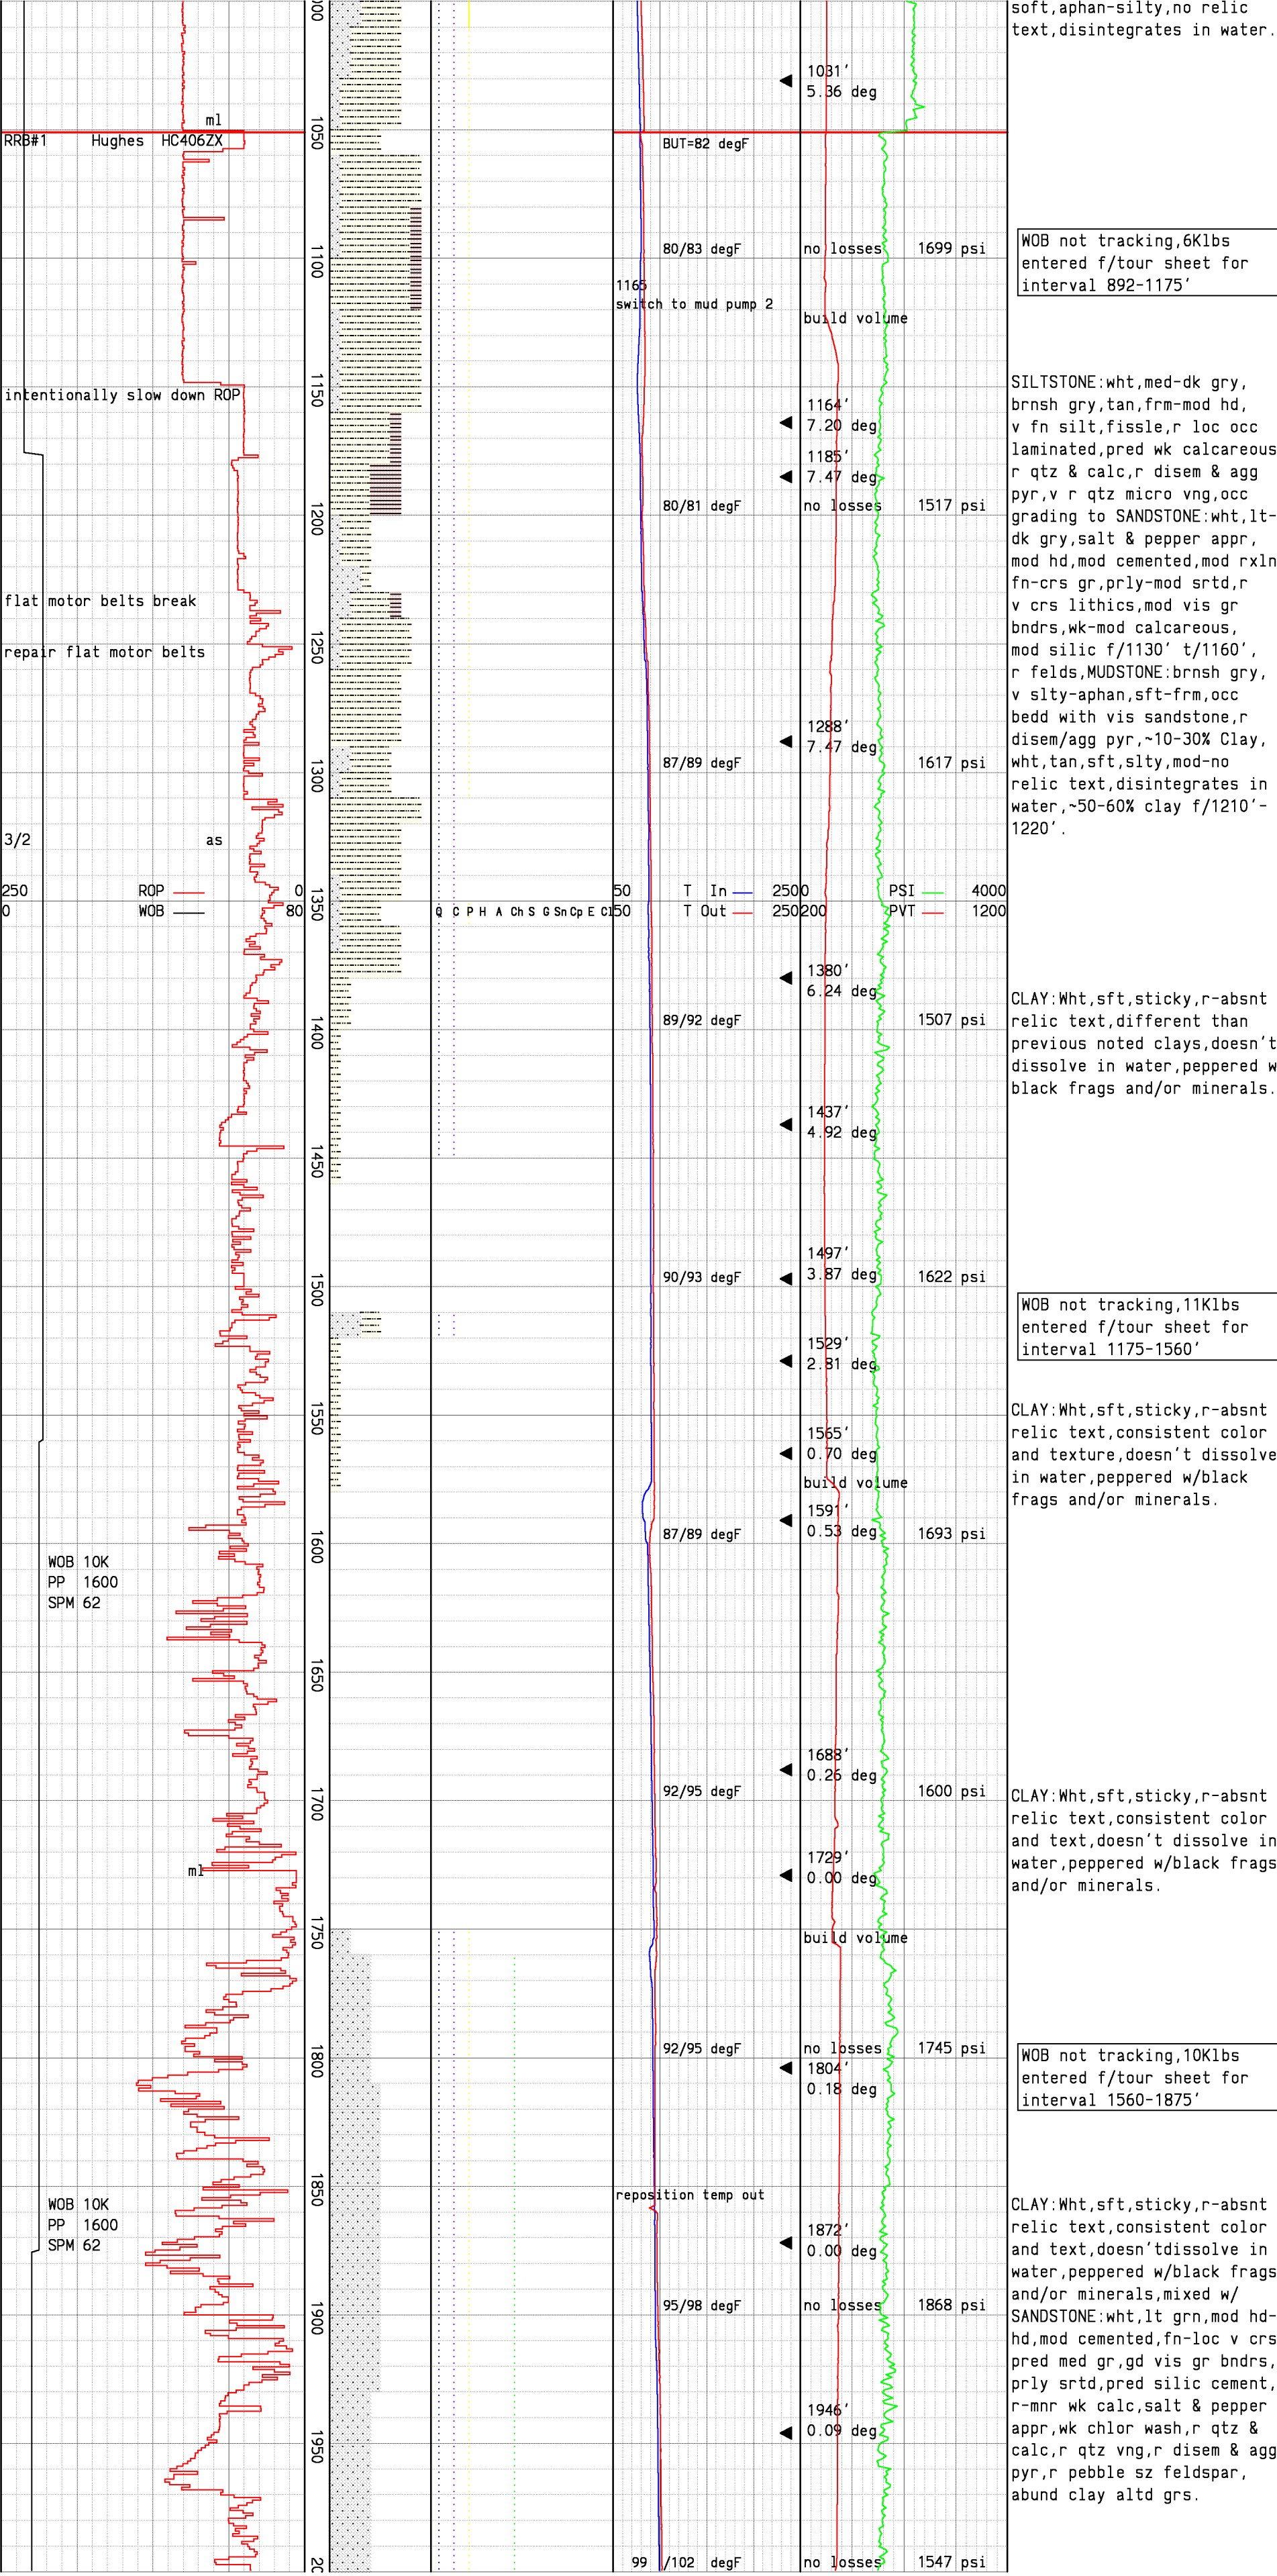 soft,aphan-silty,no relic
text,disintegrates in water.
1031'
5.36 deg
ml
1050
RRB#1 Hughes HC406ZX
BUT=82 degF
WOB not tracking,6Klbs
entered f/tour sheet for
interval 892-1175'
80/83 degF no losses 1699 psi
1100
1165
switch to mud pump 2
build volume
1150
intentionally slow down ROP
1164'
7.20 deg
1185'
7.47 deg
80/81 degF no losses 1517 psi
1200
SILTSTONE:wht,med-dk gry,
brnsh gry,tan,frm-mod hd,
v fn silt,fissle,r loc occ
laminated,pred wk calcareous
r qtz & calc,r disem & agg
pyr,v r qtz micro vng,occ
grading to SANDSTONE:wht,lt-
dk gry,salt & pepper appr,
mod hd,mod cemented,mod rxln
fn-crs gr,prly-mod srtd,r
v crs lithics,mod vis gr
bndrs,wk-mod calcareous,
mod silic f/1130' t/1160',
r felds,MUDSTONE:brnsh gry,
v slty-aphan,sft-frm,occ
bedd with vis sandstone,r
disem/agg pyr,~10-30% Clay,
wht,tan,sft,slty,mod-no
relic text,disintegrates in
water,~50-60% clay f/1210'-
1220'.
flat motor belts break
repair flat motor belts
1250
1288'
7.47 deg
87/89 degF 1617 psi
1300
3/2 as
250 ROP 0
0 WOB 80
1350
Q C P H A Ch S G Sn Cp E Cl
50 T In 250
50 T Out 250
0 PSI 4000
200 PVT 1200
1380'
6.24 deg
89/92 degF 1507 psi
1400
CLAY:Wht,sft,sticky,r-absnt
relic text,different than
previous noted clays,doesn't
dissolve in water,peppered w
black frags and/or minerals.
1437'
4.92 deg
1450
1497'
3.87 deg
90/93 degF 1622 psi
1500
WOB not tracking,11Klbs
entered f/tour sheet for
interval 1175-1560'
1529'
2.81 deg
1550
1565'
0.70 deg
build volume
1591'
0.53 deg
CLAY:Wht,sft,sticky,r-absnt
relic text,consistent color
and texture,doesn't dissolve
in water,peppered w/black
frags and/or minerals.
87/89 degF 1693 psi
1600
WOB 10K
PP 1600
SPM 62
1650
1688'
0.26 deg
92/95 degF 1600 psi
1700
CLAY:Wht,sft,sticky,r-absnt
relic text,consistent color
and text,doesn't dissolve in
water,peppered w/black frags
and/or minerals.
1729'
0.00 deg
ml
1750
build volume
92/95 degF no losses 1745 psi
1800
1804'
0.18 deg
WOB not tracking,10Klbs
entered f/tour sheet for
interval 1560-1875'
1850
reposition temp out
WOB 10K
PP 1600
SPM 62
1872'
0.00 deg
95/98 degF no losses 1868 psi
1900
CLAY:Wht,sft,sticky,r-absnt
relic text,consistent color
and text,doesn'tdissolve in
water,peppered w/black frags
and/or minerals,mixed w/
SANDSTONE:wht,lt grn,mod hd-
hd,mod cemented,fn-loc v crs
pred med gr,gd vis gr bndrs,
prly srtd,pred silic cement,
r-mnr wk calc,salt & pepper
appr,wk chlor wash,r qtz &
calc,r qtz vng,r disem & agg
pyr,r pebble sz feldspar,
abund clay altd grs.
1946'
0.09 deg
1950
99 /102 degF no losses 1547 psi